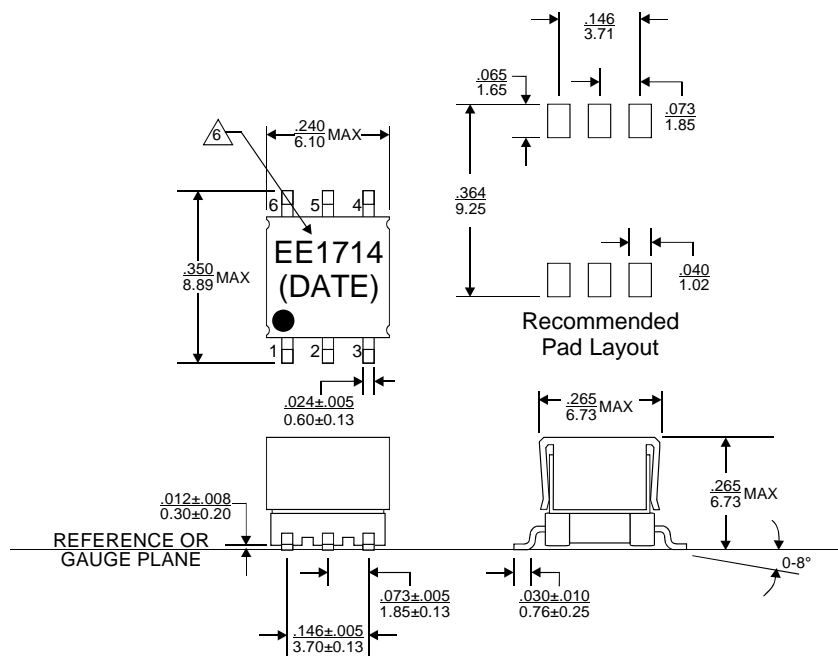 .146
3.71
.065
1.65
.073
1.85
6
.240
6.10
MAX
6 5 4
.364
9.25
EE1714
(DATE)
.350
8.89
MAX
.040
1.02
1 2 3
Recommended
Pad Layout
.024±.005
0.60±0.13
.265
6.73
MAX
.012±.008
0.30±0.20
.265
6.73
MAX
REFERENCE OR
GAUGE PLANE
0-8°
.073±.005
1.85±0.13
.030±.010
0.76±0.25
.146±.005
3.70±0.13